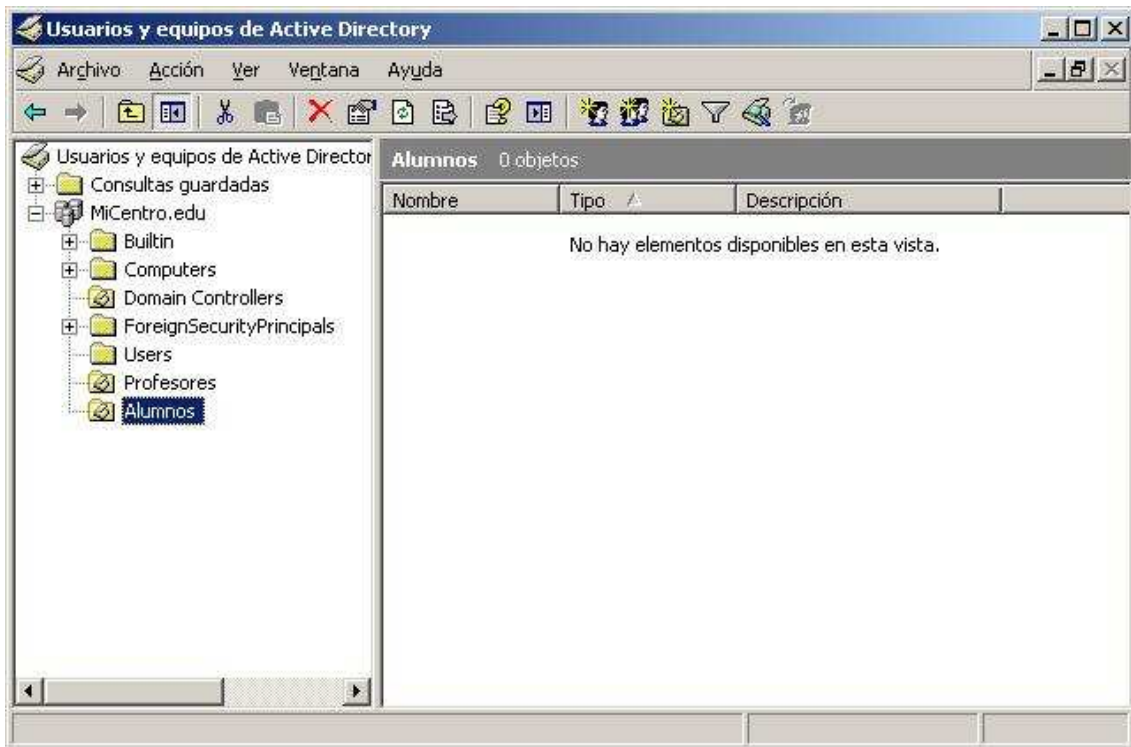 Usuarios y equipos de Active Directory
Archivo Acción Ver Ventana Ayuda
Usuarios y equipos de Active Director
Consultas guardadas
MiCentro.edu
Builtin
Computers
Domain Controllers
ForeignSecurityPrincipals
Users
Profesores
Alumnos
Alumnos 0 objetos
Nombre Tipo Descripción
No hay elementos disponibles en esta vista.